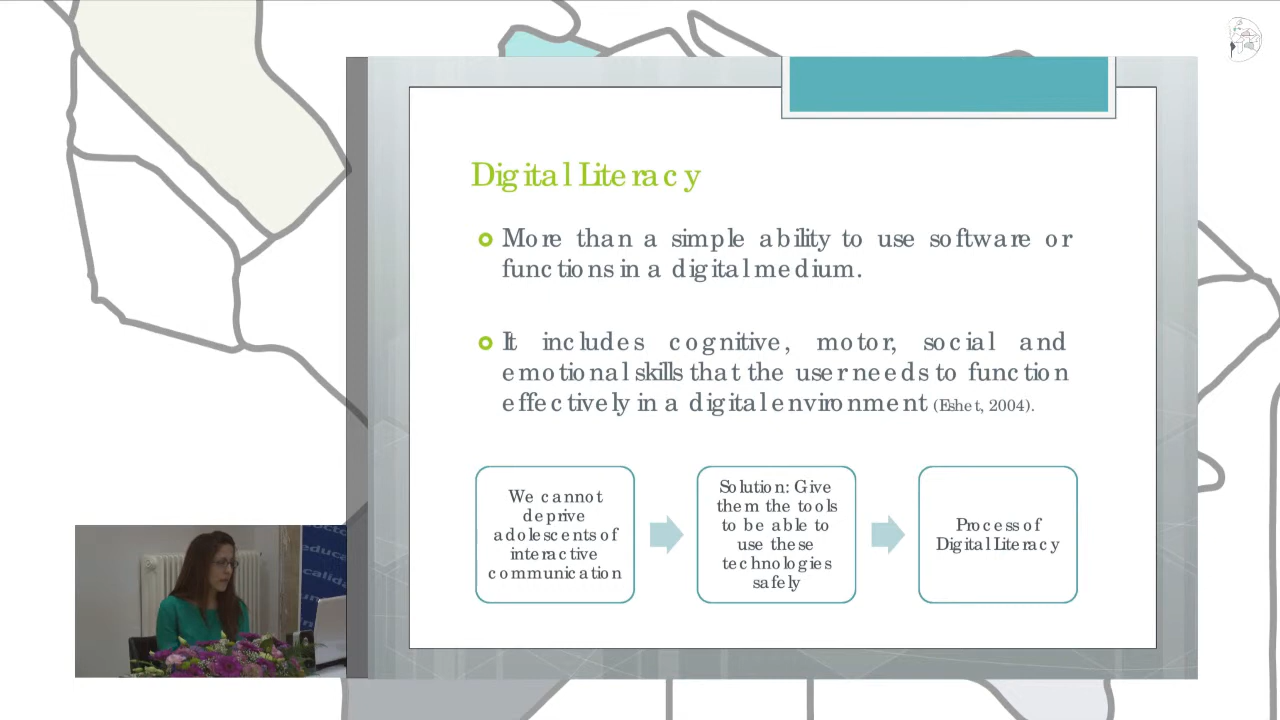 Digital Literacy
More than a simple ability to use software or
functions in a digital medium.
It includes cognitive, motor, social and
emotional skills that the user needs to function
effectively in a digital environment (Eshet, 2004).
We cannot
deprive
adolescents of
interactive
communication
Solution: Give
them the tools
to be able to
use these
technologies
safely
Process of
Digital Literacy